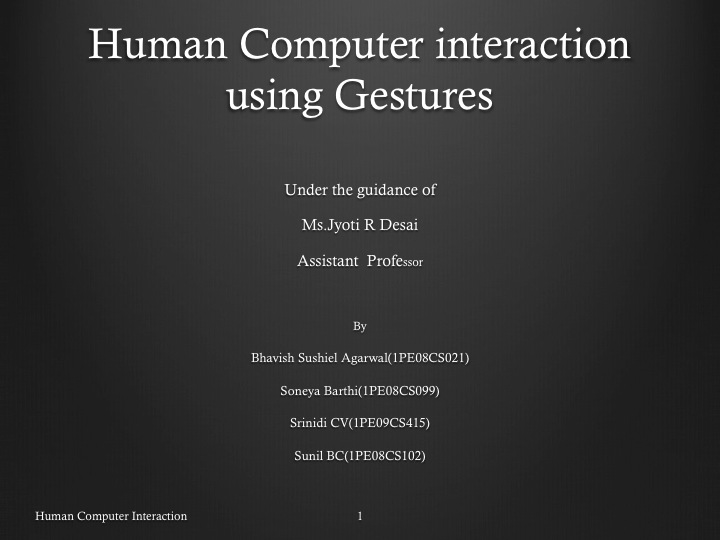 Human Computer interaction
using Gestures
Under the guidance of
Ms.Jyoti R Desai
Assistant  Professor
By
Bhavish Sushiel Agarwal(1PE08CS021)
Soneya Barthi(1PE08CS099)
Srinidi CV(1PE09CS415)
Sunil BC(1PE08CS102)
Human Computer Interaction
1